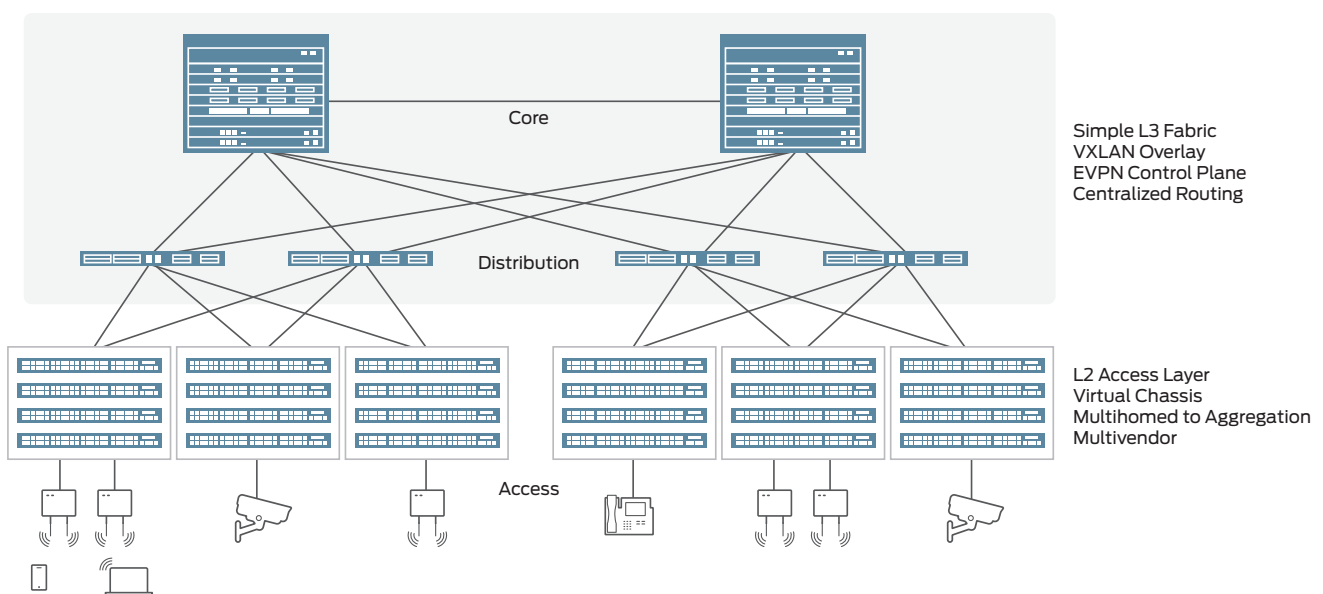 Core
Simple L3 Fabric
VXLAN Overlay
EVPN Control Plane
Centralized Routing
Distribution
L2 Access Layer
Virtual Chassis
Multihomed to Aggregation
Multivendor
Access